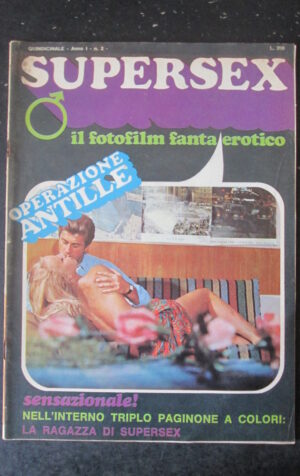 QUINDICINALE - Anno I - n. 2 -
SUPERSEX
il fotofilm fanta erotico
OPERAZIONE
ANTILLE
sensazionale!
NELL'INTERNO TRIPLO PAGINONE A COLORI:
LA RAGAZZA DI SUPERSEX